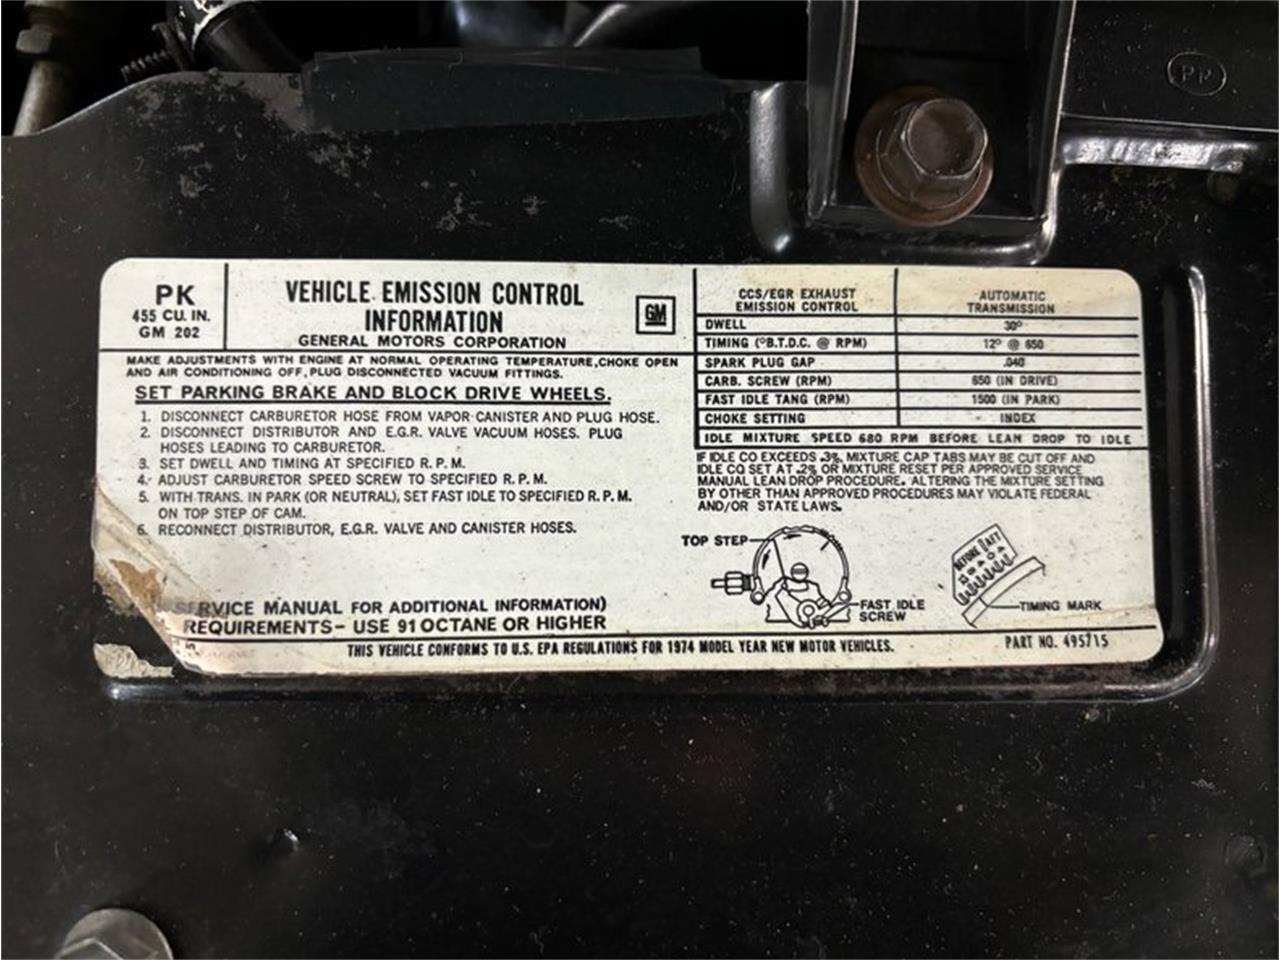 PR
PK
455 CU. IN.
GM 202
VEHICLE EMISSION CONTROL
INFORMATION
GENERAL MOTORS CORPORATION
GM
MAKE ADJUSTMENTS WITH ENGINE AT NORMAL OPERATING TEMPERATURE, CHOKE OPEN
AND AIR CONDITIONING OFF, PLUG DISCONNECTED VACUUM FITTINGS.
SET PARKING BRAKE AND BLOCK DRIVE WHEELS.
1. DISCONNECT CARBURETOR HOSE FROM VAPOR CANISTER AND PLUG HOSE.
2. DISCONNECT DISTRIBUTOR AND E.G.R. VALVE VACUUM HOSES. PLUG
HOSES LEADING TO CARBURETOR.
3. SET DWELL AND TIMING AT SPECIFIED R.P.M.
4. ADJUST CARBURETOR SPEED SCREW TO SPECIFIED R.P.M.
5. WITH TRANS. IN PARK (OR NEUTRAL), SET FAST IDLE TO SPECIFIED R.P.M.
ON TOP STEP OF CAM.
6. RECONNECT DISTRIBUTOR, E.G.R. VALVE AND CANISTER HOSES.
SERVICE MANUAL FOR ADDITIONAL INFORMATION)
REQUIREMENTS - USE 91 OCTANE OR HIGHER
CCS/EGR EXHAUST
EMISSION CONTROL
AUTOMATIC
TRANSMISSION
DWELL 30°
TIMING (°B.T.D.C. @ RPM) 12° @ 650
SPARK PLUG GAP .040
CARB. SCREW (RPM) 650 (IN DRIVE)
FAST IDLE TANG (RPM) 1500 (IN PARK)
CHOKE SETTING INDEX
IDLE MIXTURE SPEED 680 RPM BEFORE LEAN DROP TO IDLE
IF IDLE CO EXCEEDS .3%, MIXTURE CAP TABS MAY BE CUT OFF AND
IDLE CO SET AT .2% OR MIXTURE RESET PER APPROVED SERVICE
MANUAL LEAN DROP PROCEDURE. ALTERING THE MIXTURE SETTING
BY OTHER THAN APPROVED PROCEDURES MAY VIOLATE FEDERAL
AND/OR STATE LAWS.
TOP STEP
FAST IDLE
SCREW
BEFORE AFT
TIMING MARK
THIS VEHICLE CONFORMS TO U.S. EPA REGULATIONS FOR 1974 MODEL YEAR NEW MOTOR VEHICLES.
PART NO. 495715